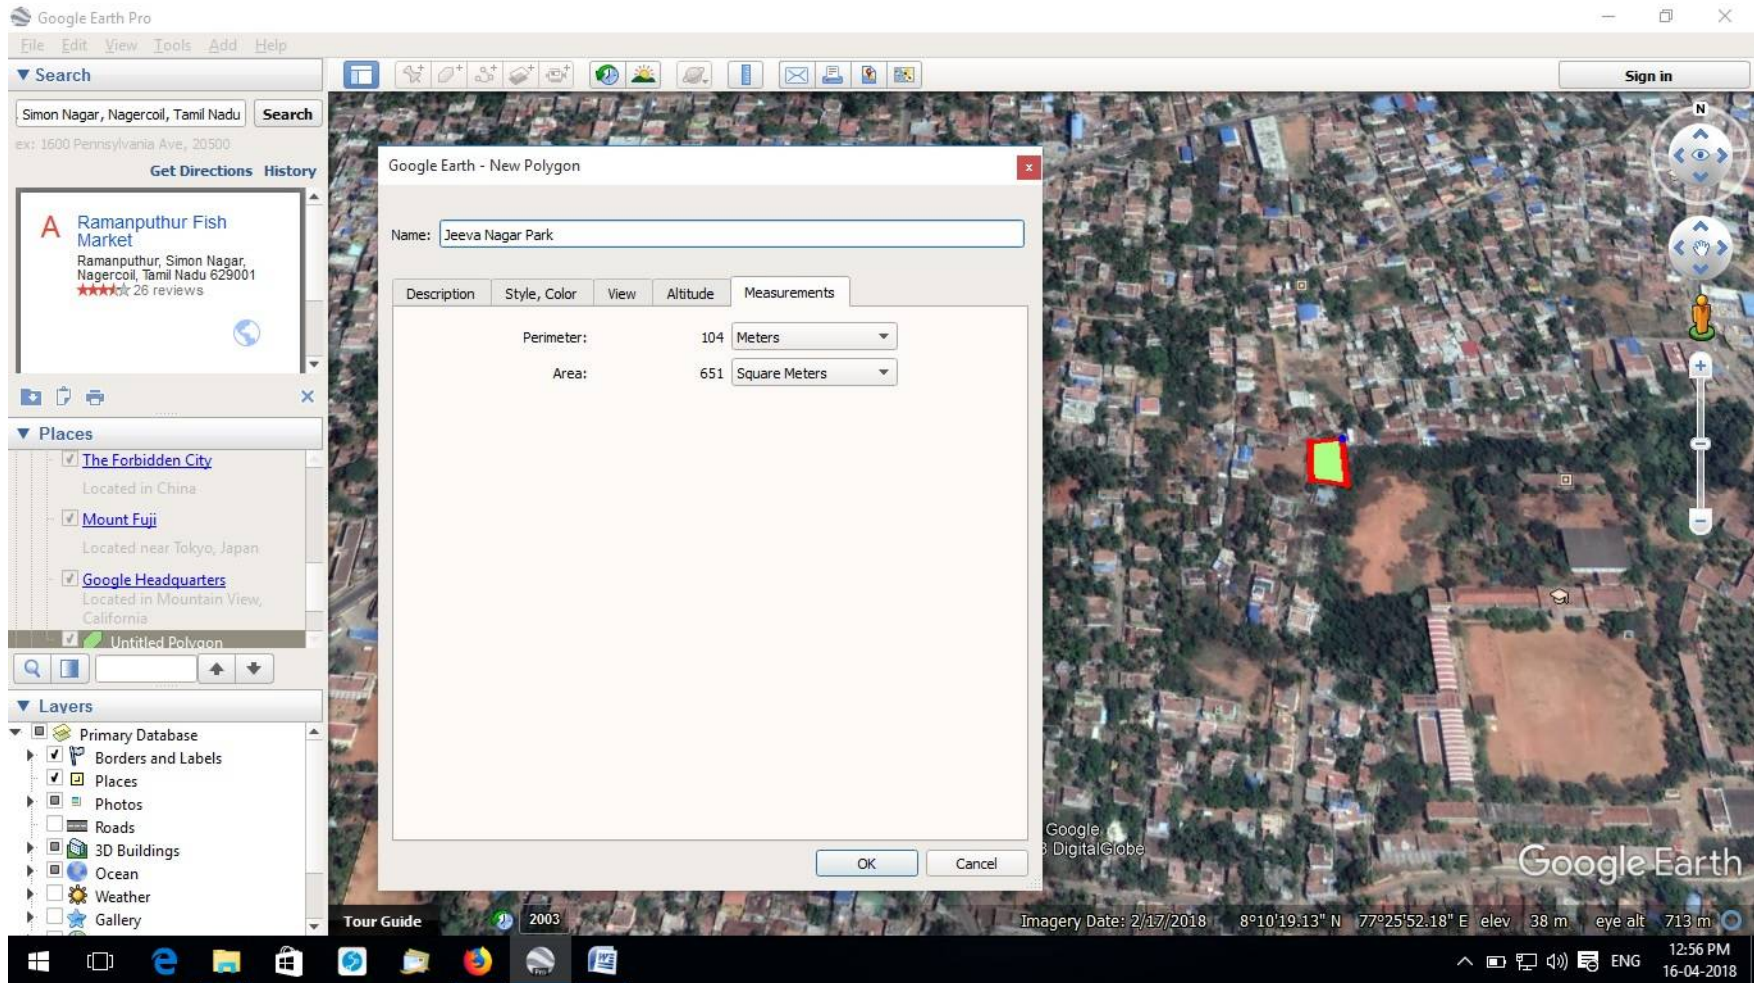 Google Earth Pro
File Edit View Tools Add Help
Search
Sign in
Simon Nagar, Nagercoil, Tamil Nadu Search
ex: 1600 Pennsylvania Ave, 20500
Get Directions History
A Ramanputhur Fish
Market
Ramanputhur, Simon Nagar,
Nagercoil, Tamil Nadu 629001
26 reviews
Places
The Forbidden City
Located in China
Mount Fuji
Located near Tokyo, Japan
Google Headquarters
Located in Mountain View,
California
Untitled Polygon
Layers
Primary Database
Borders and Labels
Places
Photos
Roads
3D Buildings
Ocean
Weather
Gallery
Google Earth - New Polygon
x
Name: Jeeva Nagar Park
Description Style, Color View Altitude Measurements
Perimeter: 104 Meters
Area: 651 Square Meters
OK Cancel
N
Google
DigitalGlobe
Google Earth
Tour Guide 2003 Imagery Date: 2/17/2018 8°10'19.13" N 77°25'52.18" E elev 38 m eye alt 713 m
ENG 12:56 PM
16-04-2018